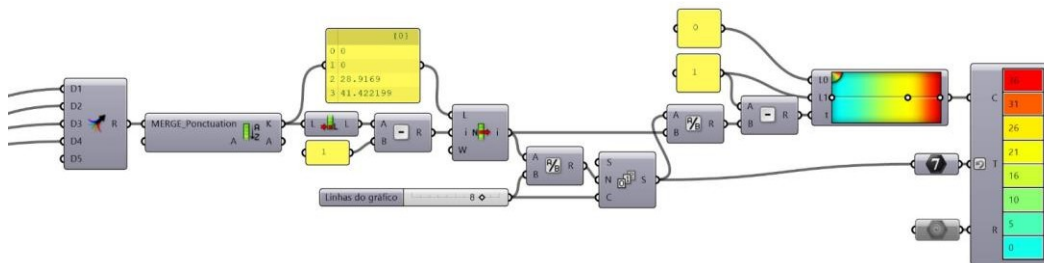 D1
D2
D3
D4
D5
R
MERGE_Ponctuation
K
A
A
{0}
0 0
1 0
2 28.9169
3 41.422199
L
L
1
A
B
R
L
i
W
N
i
Linhas do gráfico
8
A
B
A/B
R
S
N
C
S
0
1
A
B
A/B
R
A
B
R
L0
L1
t
7
C
T
R
36
31
26
21
16
10
5
0